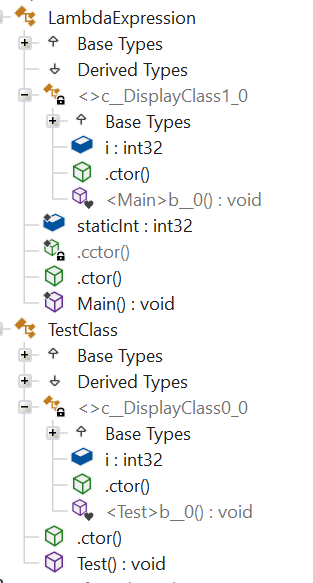 LambdaExpression
Base Types
Derived Types
<>c__DisplayClass1_0
Base Types
i : int32
.ctor()
<Main>b__0() : void
staticInt : int32
.cctor()
.ctor()
Main() : void
TestClass
Base Types
Derived Types
<>c__DisplayClass0_0
Base Types
i : int32
.ctor()
<Test>b__0() : void
.ctor()
Test() : void